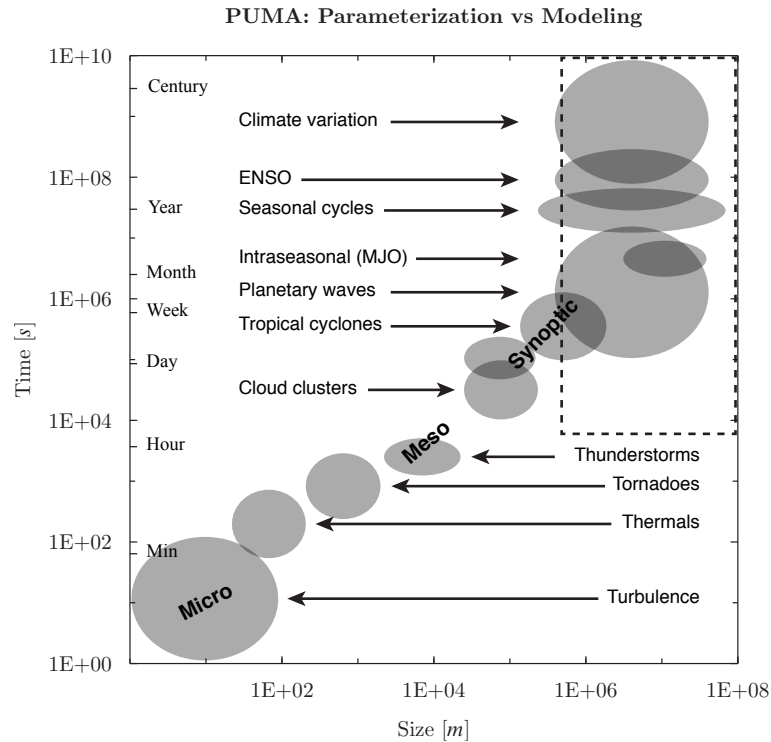 PUMA: Parameterization vs Modeling
1E+10
Century
Climate variation
1E+08
ENSO
Year
Seasonal cycles
Intraseasonal (MJO)
Month
Planetary waves
1E+06
Week
Tropical cyclones
Synoptic
Day
Cloud clusters
1E+04
Hour
Meso
Thunderstorms
Tornadoes
Thermals
1E+02
Min
Micro
Turbulence
1E+00
Time [s]
1E+02 1E+04 1E+06 1E+08
Size [m]